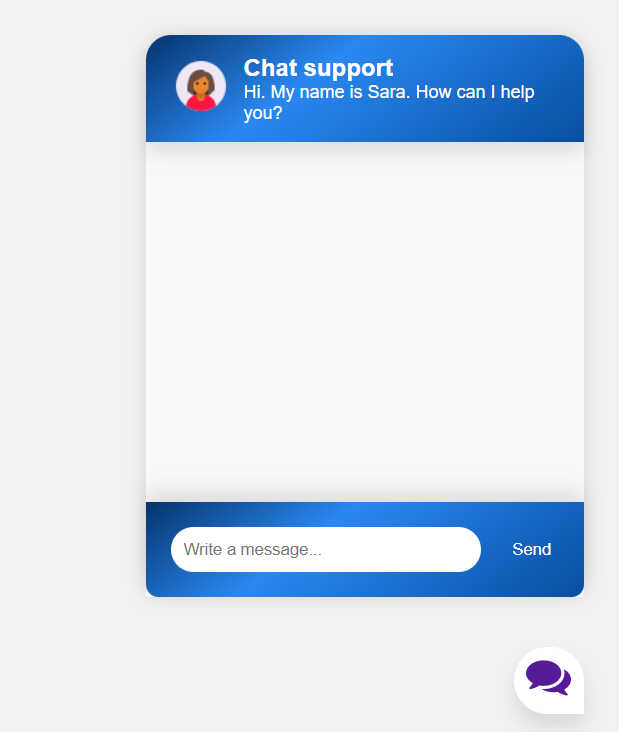 Chat support
Hi. My name is Sara. How can I help
you?
Write a message...
Send